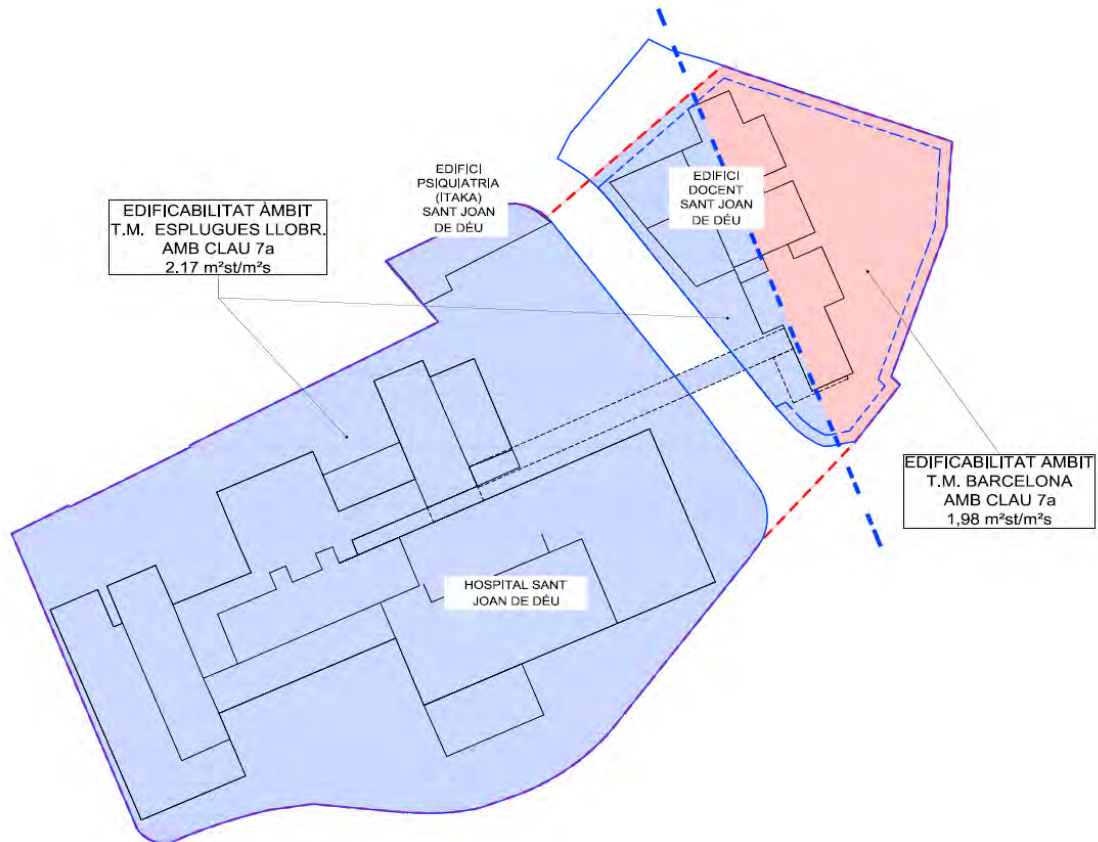 EDIFICI
PSIQUIATRIA
(ITAKA)
SANT JOAN
DE DÉU
EDIFICI
DOCENT
SANT JOAN
DE DÉU
EDIFICABILITAT ÀMBIT
T.M. ESPLUGUES LLOBR.
AMB CLAU 7a
2.17 m²st/m²s
EDIFICABILITAT AMBIT
T.M. BARCELONA
AMB CLAU 7a
1,98 m²st/m²s
HOSPITAL SANT
JOAN DE DÉU